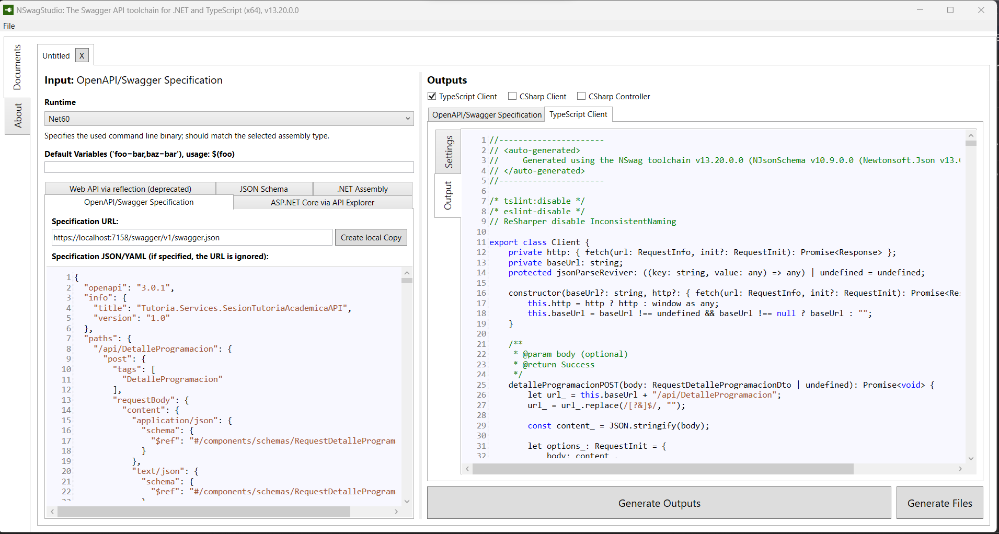 NSwagStudio: The Swagger API toolchain for .NET and TypeScript (x64), v13.20.0.0
File
Documents
About
Untitled X
Input: OpenAPI/Swagger Specification
Runtime
Net60
Specifies the used command line binary; should match the selected assembly type.
Default Variables ('foo=bar,baz=bar'), usage: $(foo)
Web API via reflection (deprecated) JSON Schema .NET Assembly
OpenAPI/Swagger Specification ASP.NET Core via API Explorer
Specification URL:
https://localhost:7158/swagger/v1/swagger.json Create local Copy
Specification JSON/YAML (if specified, the URL is ignored):
1 {
2 "openapi": "3.0.1",
3 "info": {
4 "title": "Tutoria.Services.SesionTutoriaAcademicaAPI",
5 "version": "1.0"
6 },
7 "paths": {
8 "/api/DetalleProgramacion": {
9 "post": {
10 "tags": [
11 "DetalleProgramacion"
12 ],
13 "requestBody": {
14 "content": {
15 "application/json": {
16 "schema": {
17 "$ref": "#/components/schemas/RequestDetalleProgram
18 }
19 },
20 "text/json": {
21 "schema": {
22 "$ref": "#/components/schemas/RequestDetalleProgram
Outputs
TypeScript Client CSharp Client CSharp Controller
OpenAPI/Swagger Specification TypeScript Client
Settings
Output
1 //----------------------
2 // <auto-generated>
3 // Generated using the NSwag toolchain v13.20.0.0 (NJsonSchema v10.9.0.0 (Newtonsoft.Json v13.
4 // </auto-generated>
5 //----------------------
6
7 /* tslint:disable */
8 /* eslint-disable */
9 // ReSharper disable InconsistentNaming
10
11 export class Client {
12 private http: { fetch(url: RequestInfo, init?: RequestInit): Promise<Response> };
13 private baseUrl: string;
14 protected jsonParseReviver: ((key: string, value: any) => any) | undefined = undefined;
15
16 constructor(baseUrl?: string, http?: { fetch(url: RequestInfo, init?: RequestInit): Promise<Res
17 this.http = http ? http : window as any;
18 this.baseUrl = baseUrl !== undefined && baseUrl !== null ? baseUrl : "";
19 }
20
21 /**
22 * @param body (optional)
23 * @return Success
24 */
25 detalleProgramacionPOST(body: RequestDetalleProgramacionDto | undefined): Promise<void> {
26 let url_ = this.baseUrl + "/api/DetalleProgramacion";
27 url_ = url_.replace(/[?&]$/, "");
28
29 const content_ = JSON.stringify(body);
30
31 let options_: RequestInit = {
32 body: content_,
Generate Outputs Generate Files